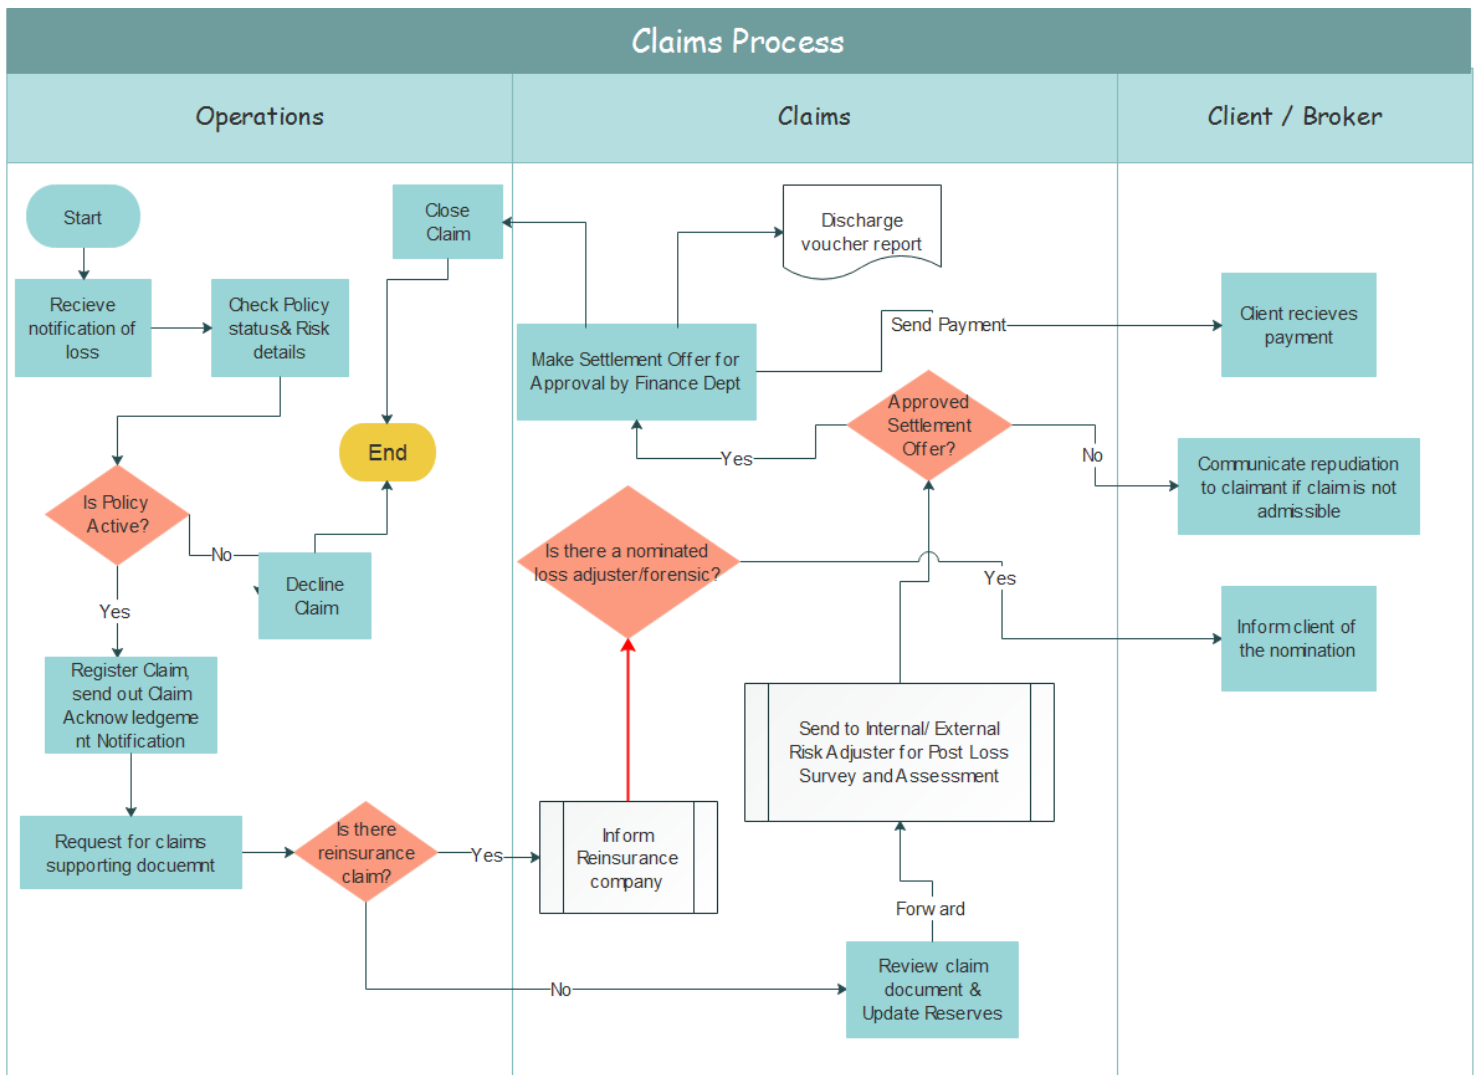 Claims Process
Operations
Claims
Client / Broker
Start
Close
Claim
Discharge
voucher report
Recieve
notification of
loss
Check Policy
status& Risk
details
Send Payment
Client recieves
payment
Make Settlement Offer for
Approval by Finance Dept
Approved
Settlement
Offer?
End
Yes
No
Communicate repudiation
to claimant if claim is not
admissible
Is Policy
Active?
No
Is there a nominated
loss adjuster/forensic?
Yes
Decline
Claim
Yes
Inform client of
the nomination
Register Claim,
send out Claim
Acknow ledgeme
nt Notification
Send to Internal/ External
Risk Adjuster for Post Loss
Survey and Assessment
Request for claims
supporting docuemnt
Is there
reinsurance
claim?
Yes
Inform
Reinsurance
company
Forw ard
No
Review claim
document &
Update Reserves